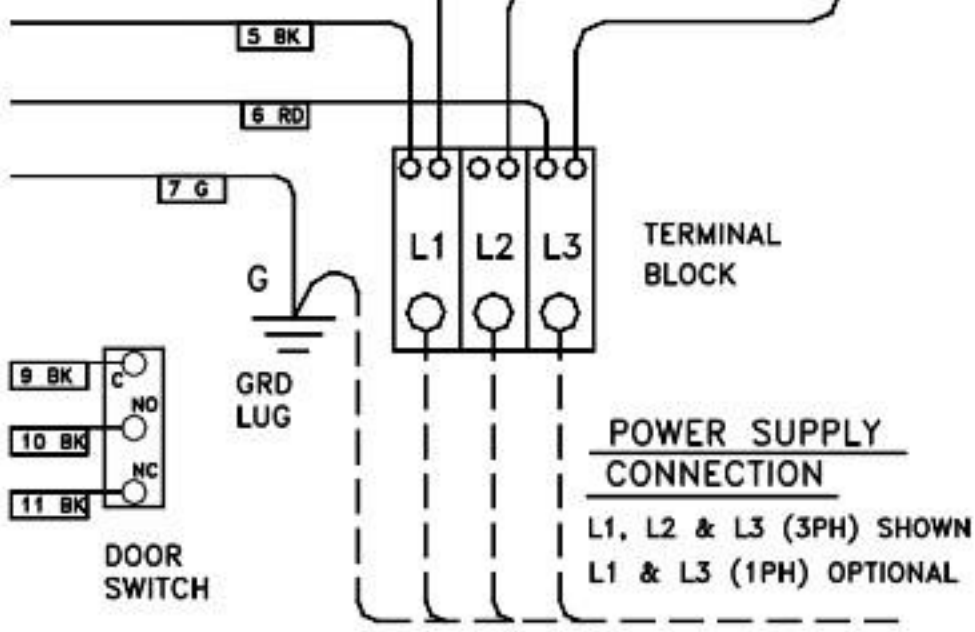 5 BK
6 RD
7 G
L1 L2 L3
TERMINAL
BLOCK
G
GRD
LUG
9 BK
C
NO
10 BK
NC
11 BK
DOOR
SWITCH
POWER SUPPLY
CONNECTION
L1, L2 & L3 (3PH) SHOWN
L1 & L3 (1PH) OPTIONAL